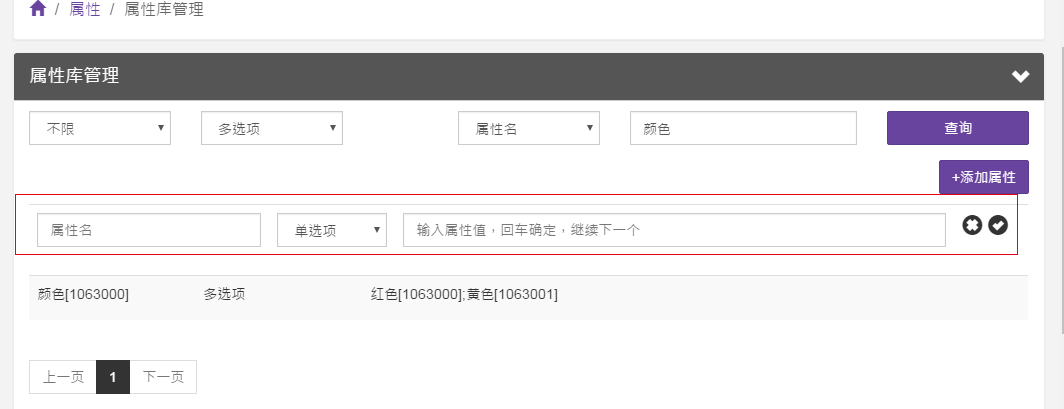 / 属性 / 属性库管理
属性库管理
不限 多选项 属性名 颜色 查询
+添加属性
属性名 单选项 输入属性值，回车确定，继续下一个
颜色[1063000] 多选项 红色[1063000];黄色[1063001]
上一页 1 下一页